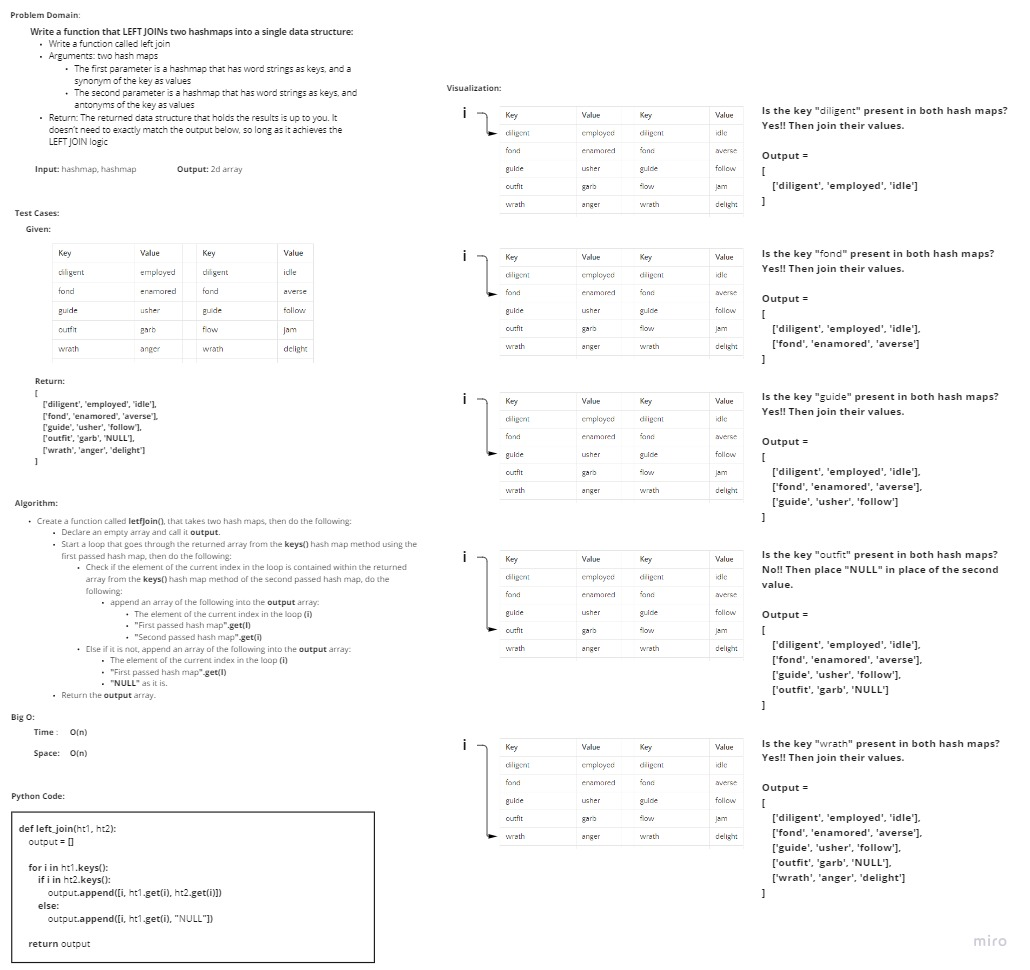 Problem Domain:
Write a function that LEFT JOINs two hashmaps into a single data structure:
• Write a function called left join
• Arguments: two hash maps
• The first parameter is a hashmap that has word strings as keys, and a
synonym of the key as values
• The second parameter is a hashmap that has word strings as keys, and
antonyms of the key as values
• Return: The returned data structure that holds the results is up to you. It
doesn't need to exactly match the output below, so long as it achieves the
LEFT JOIN logic
Input: hashmap, hashmap Output: 2d array
Test Cases:
Given:
Key Value Key Value
diligent employed diligent idle
fond enamored fond averse
guide usher guide follow
outfit garb flow jam
wrath anger wrath delight
Return:
[
['diligent', 'employed', 'idle'],
['fond', 'enamored', 'averse'],
['guide', 'usher', 'follow'],
['outfit', 'garb', 'NULL'],
['wrath', 'anger', 'delight']
]
Algorithm:
• Create a function called letfJoin(), that takes two hash maps, then do the following:
• Declare an empty array and call it output.
• Start a loop that goes through the returned array from the keys() hash map method using the
first passed hash map, then do the following:
• Check if the element of the current index in the loop is contained within the returned
array from the keys() hash map method of the second passed hash map, do the
following:
• append an array of the following into the output array:
• The element of the current index in the loop (i)
• "First passed hash map".get(I)
• "Second passed hash map".get(i)
• Else if it is not, append an array of the following into the output array:
• The element of the current index in the loop (i)
• "First passed hash map".get(I)
• "NULL" as it is.
• Return the output array.
Big O:
Time : O(n)
Space: O(n)
Python Code:
def left_join(ht1, ht2):
output = []
for i in ht1.keys():
if i in ht2.keys():
output.append([i, ht1.get(i), ht2.get(i)])
else:
output.append([i, ht1.get(i), "NULL"])
return output
Visualization:
i
Key Value Key Value
diligent employed diligent idle
fond enamored fond averse
guide usher guide follow
outfit garb flow jam
wrath anger wrath delight
Is the key "diligent" present in both hash maps?
Yes!! Then join their values.
Output =
[
['diligent', 'employed', 'idle']
]
i
Key Value Key Value
diligent employed diligent idle
fond enamored fond averse
guide usher guide follow
outfit garb flow jam
wrath anger wrath delight
Is the key "fond" present in both hash maps?
Yes!! Then join their values.
Output =
[
['diligent', 'employed', 'idle'],
['fond', 'enamored', 'averse']
]
i
Key Value Key Value
diligent employed diligent idle
fond enamored fond averse
guide usher guide follow
outfit garb flow jam
wrath anger wrath delight
Is the key "guide" present in both hash maps?
Yes!! Then join their values.
Output =
[
['diligent', 'employed', 'idle'],
['fond', 'enamored', 'averse'],
['guide', 'usher', 'follow']
]
i
Key Value Key Value
diligent employed diligent idle
fond enamored fond averse
guide usher guide follow
outfit garb flow jam
wrath anger wrath delight
Is the key "outfit" present in both hash maps?
No!! Then place "NULL" in place of the second
value.
Output =
[
['diligent', 'employed', 'idle'],
['fond', 'enamored', 'averse'],
['guide', 'usher', 'follow'],
['outfit', 'garb', 'NULL']
]
i
Key Value Key Value
diligent employed diligent idle
fond enamored fond averse
guide usher guide follow
outfit garb flow jam
wrath anger wrath delight
Is the key "wrath" present in both hash maps?
Yes!! Then join their values.
Output =
[
['diligent', 'employed', 'idle'],
['fond', 'enamored', 'averse'],
['guide', 'usher', 'follow'],
['outfit', 'garb', 'NULL'],
['wrath', 'anger', 'delight']
]
miro